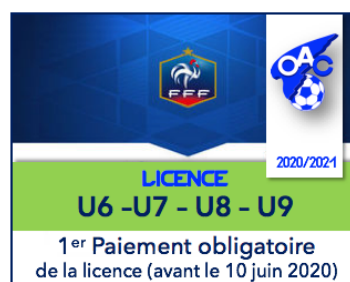 OAC
FFF
2020/2021
LICENCE
U6 -U7 - U8 - U9
1er Paiement obligatoire
de la licence (avant le 10 juin 2020)